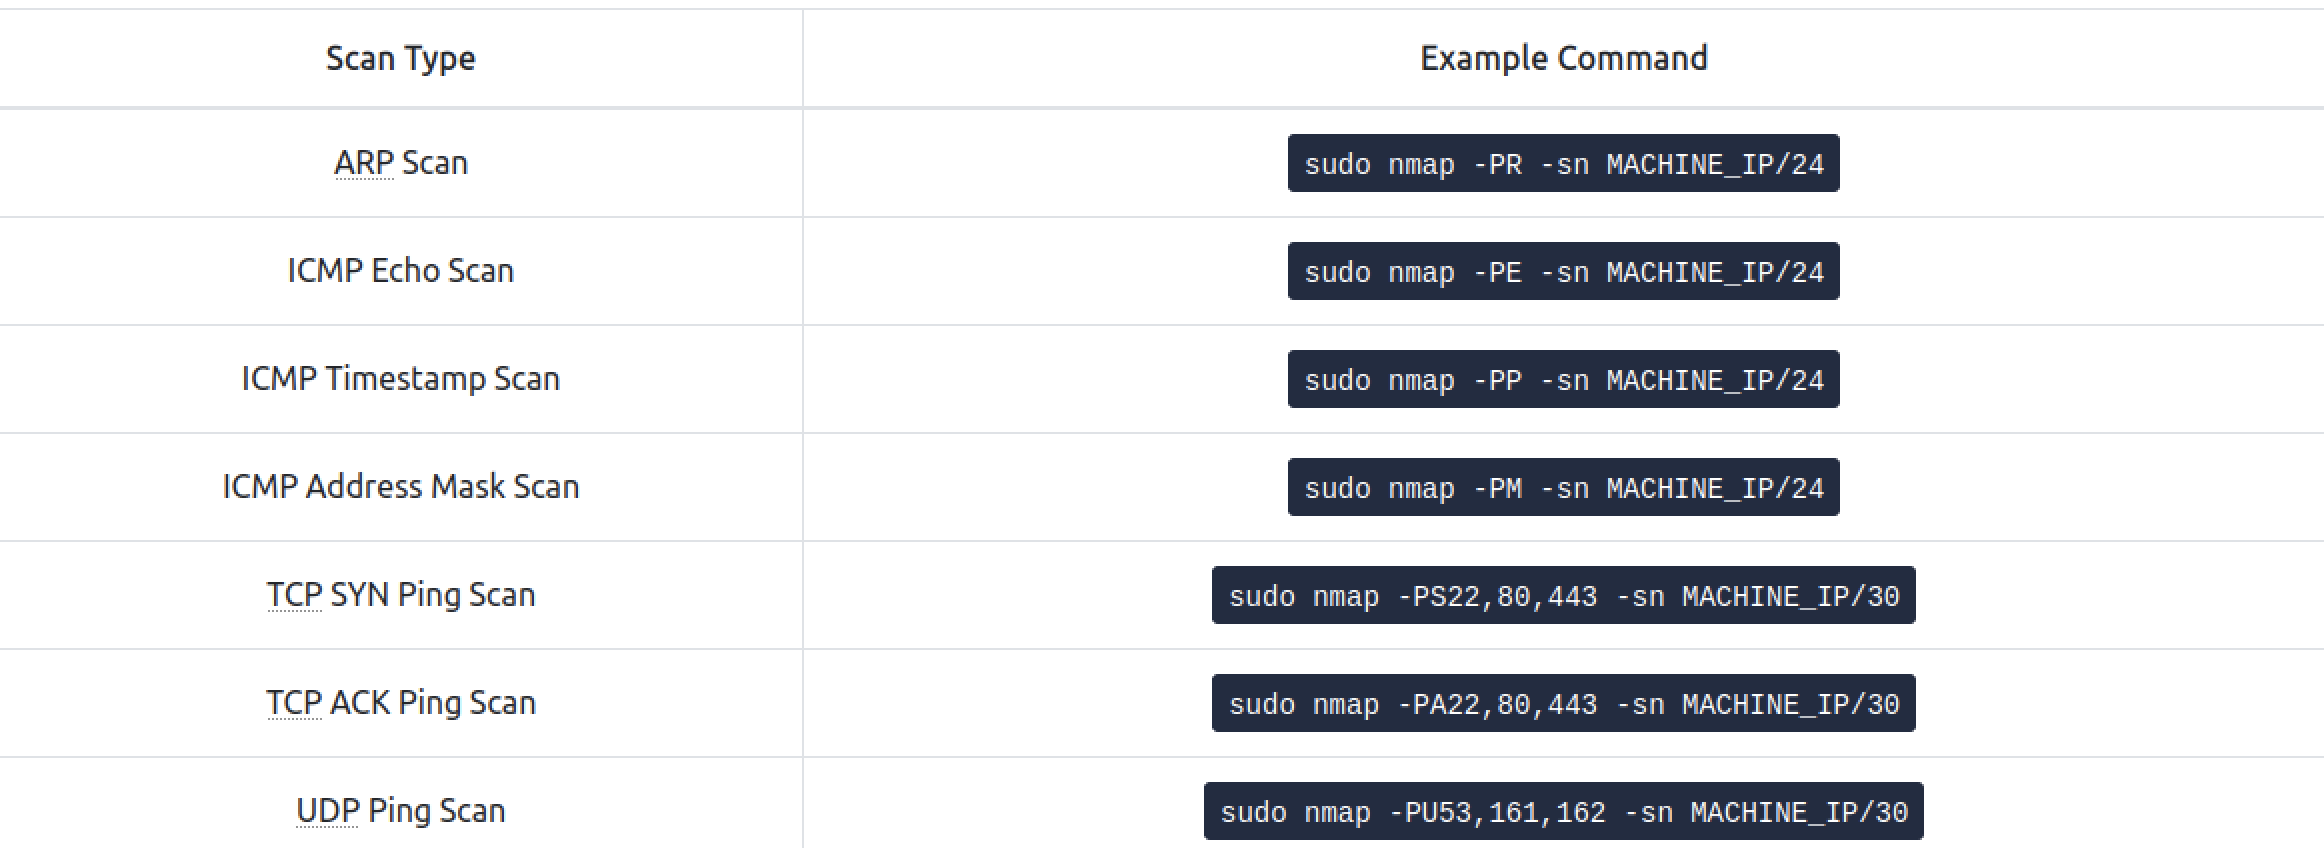 Scan Type Example Command
ARP Scan sudo nmap -PR -sn MACHINE_IP/24
ICMP Echo Scan sudo nmap -PE -sn MACHINE_IP/24
ICMP Timestamp Scan sudo nmap -PP -sn MACHINE_IP/24
ICMP Address Mask Scan sudo nmap -PM -sn MACHINE_IP/24
TCP SYN Ping Scan sudo nmap -PS22,80,443 -sn MACHINE_IP/30
TCP ACK Ping Scan sudo nmap -PA22,80,443 -sn MACHINE_IP/30
UDP Ping Scan sudo nmap -PU53,161,162 -sn MACHINE_IP/30